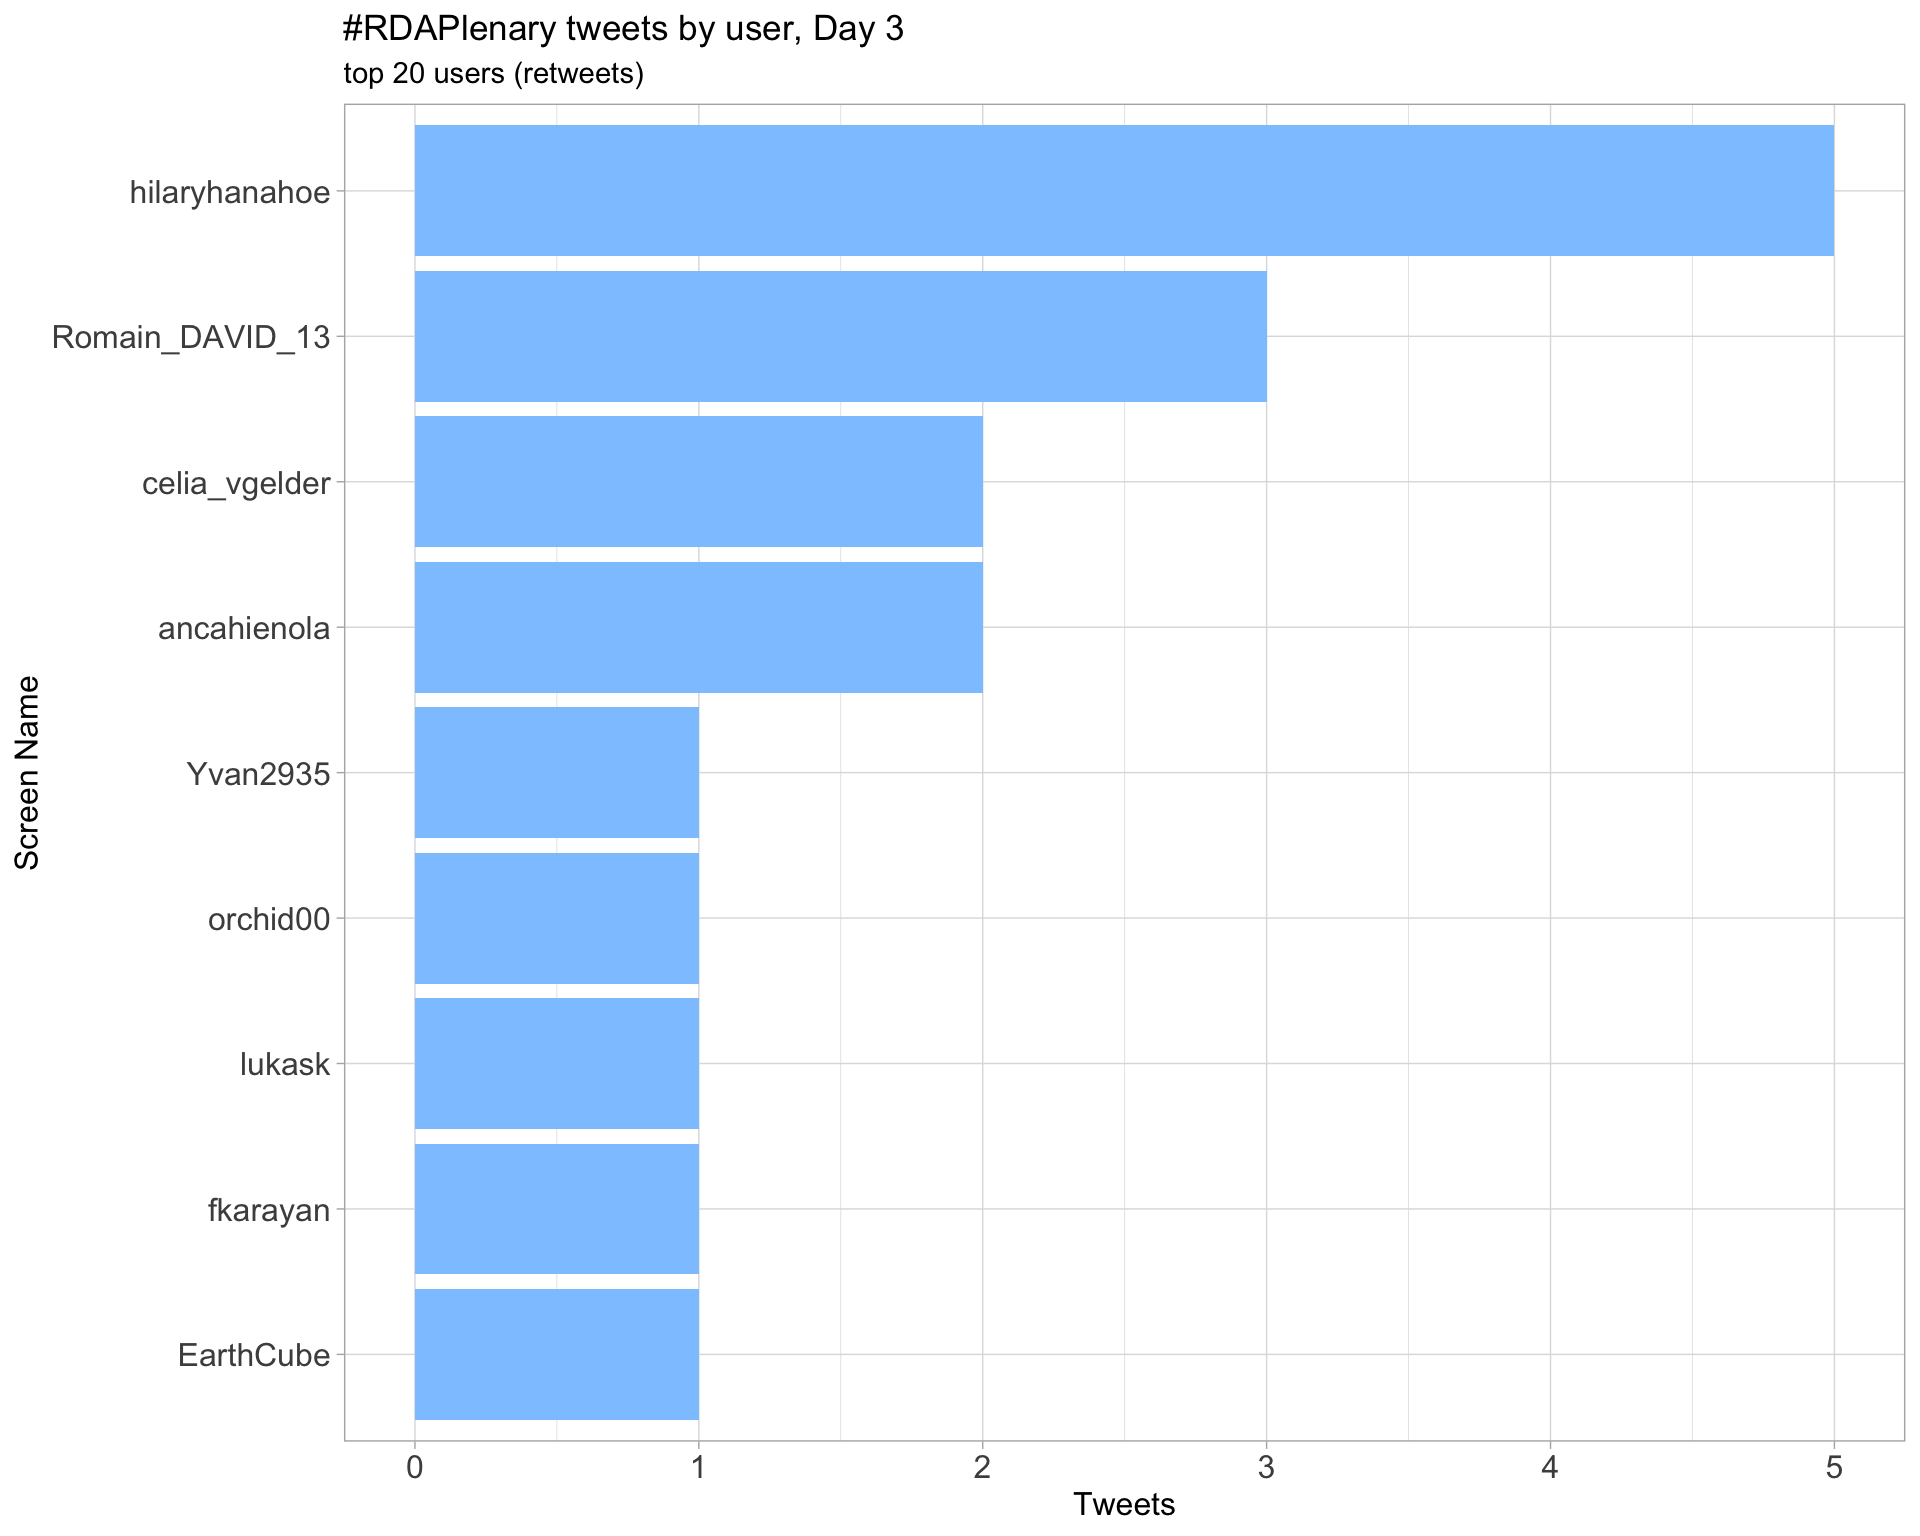 #RDAPlenary tweets by user, Day 3
top 20 users (retweets)
hilaryhanahoe
Romain_DAVID_13
celia_vgelder
ancahienola
Yvan2935
orchid00
lukask
fkarayan
EarthCube
Screen Name
0 1 2 3 4 5
Tweets